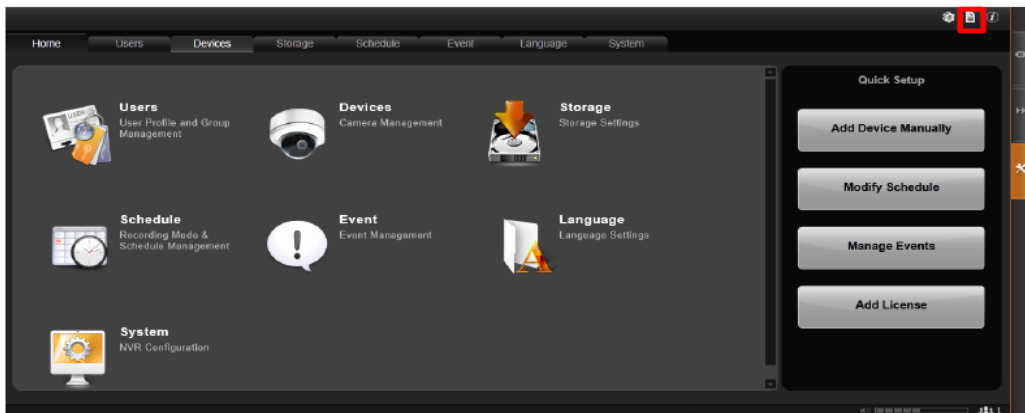 Home Users Devices Storage Schedule Event Language System
Users
User Profile and Group
Management
Devices
Camera Management
Storage
Storage Settings
Schedule
Recording Mode &
Schedule Management
Event
Event Management
Language
Language Settings
System
NVR Configuration
Quick Setup
Add Device Manually
Modify Schedule
Manage Events
Add License
1